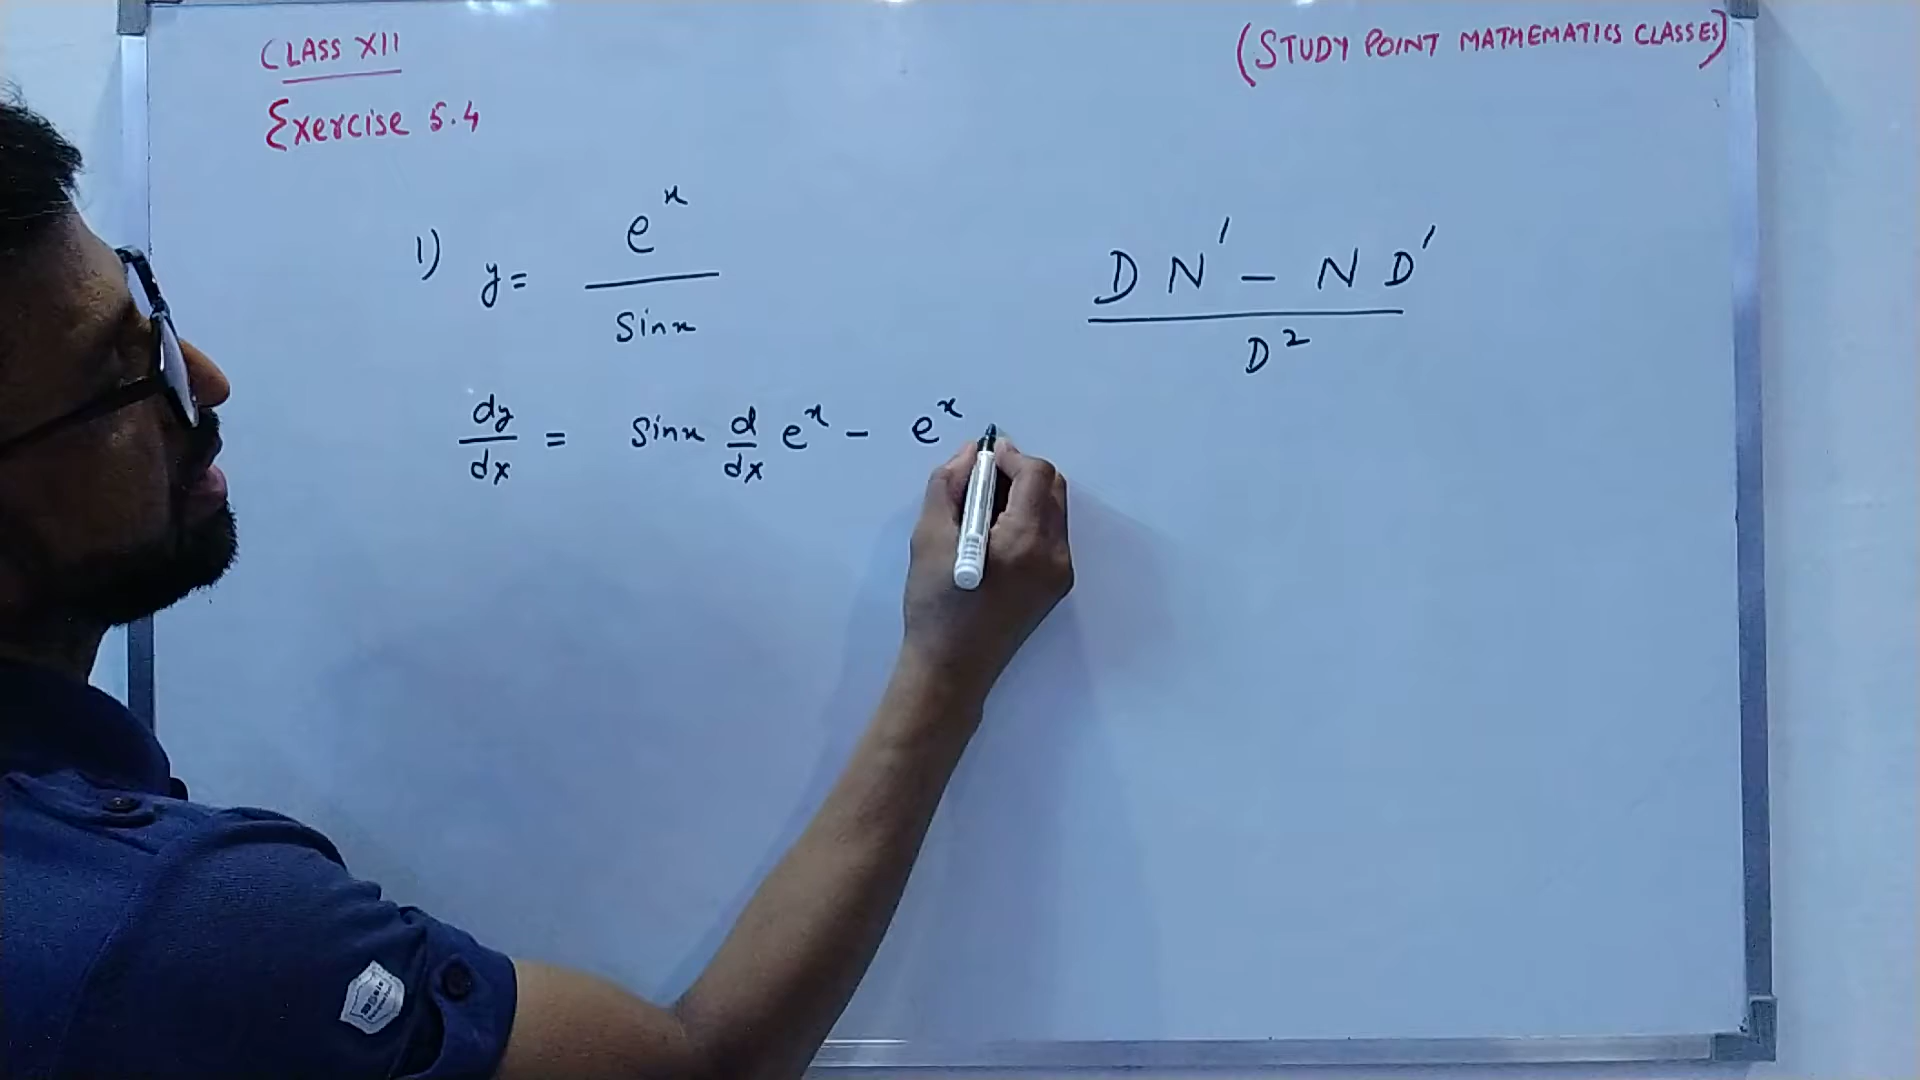 CLASS XII
(STUDY POINT MATHEMATICS CLASSES)
Exercise 5.4
1) y = e^x / sinx
D N' - N D' / D^2
dy/dx = sinx d/dx e^x - e^x